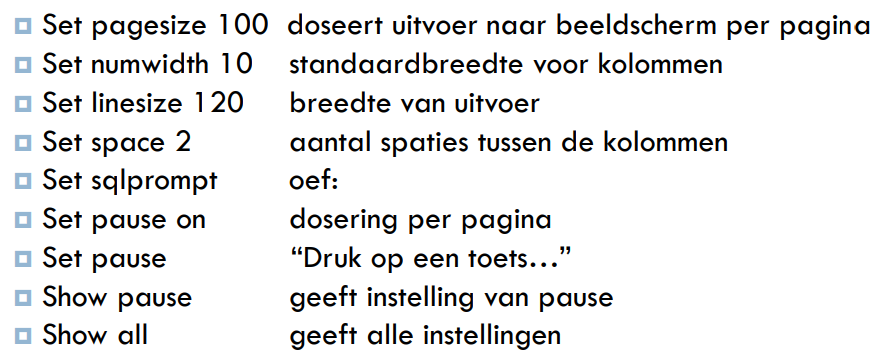 Set pagesize 100 doseert uitvoer naar beeldscherm per pagina
Set numwidth 10 standaardbreedte voor kolommen
Set linesize 120 breedte van uitvoer
Set space 2 aantal spaties tussen de kolommen
Set sqlprompt oef:
Set pause on dosering per pagina
Set pause “Druk op een toets…”
Show pause geeft instelling van pause
Show all geeft alle instellingen